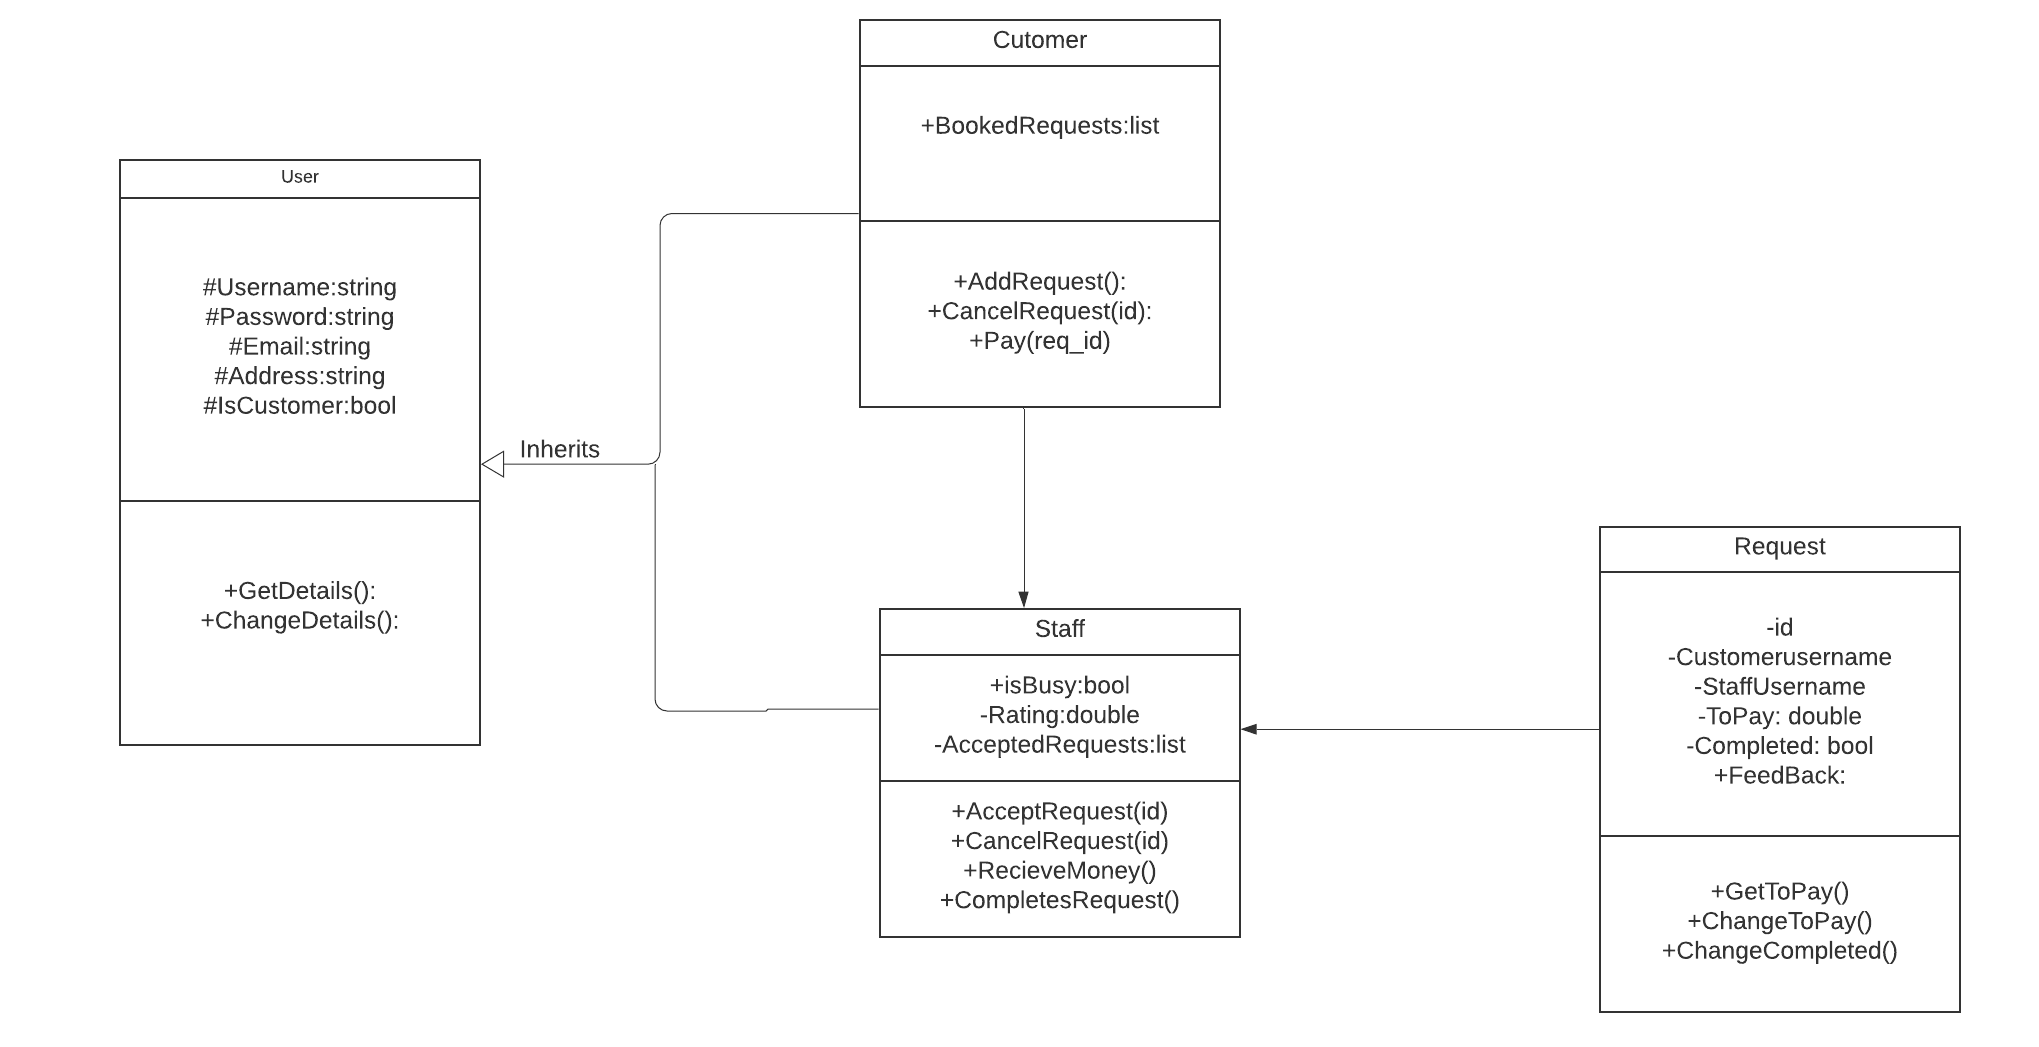 Cutomer
+BookedRequests:list
+AddRequest():
+CancelRequest(id):
+Pay(req_id)
User
#Username:string
#Password:string
#Email:string
#Address:string
#IsCustomer:bool
+GetDetails():
+ChangeDetails():
Inherits
Staff
+isBusy:bool
-Rating:double
-AcceptedRequests:list
+AcceptRequest(id)
+CancelRequest(id)
+RecieveMoney()
+CompletesRequest()
Request
-id
-Customerusername
-StaffUsername
-ToPay: double
-Completed: bool
+FeedBack:
+GetToPay()
+ChangeToPay()
+ChangeCompleted()